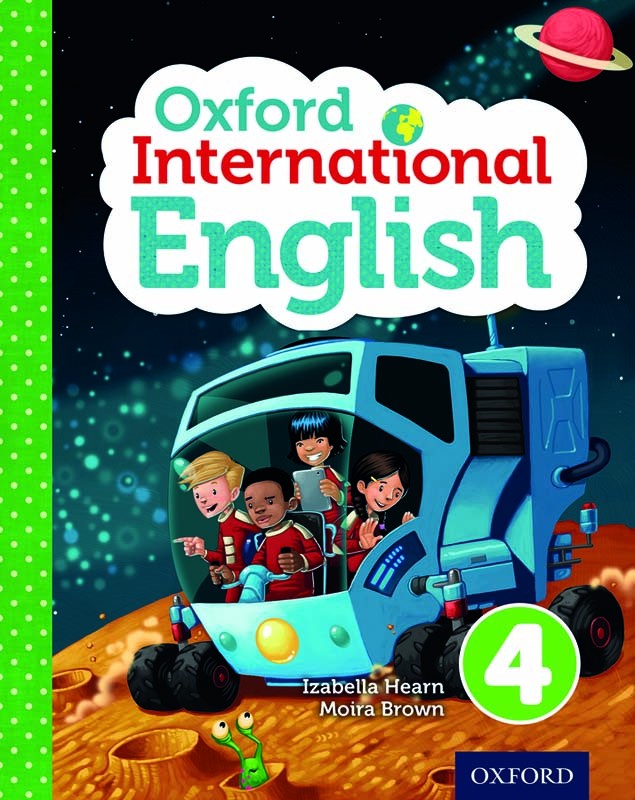 Oxford
International
English
Izabella Hearn
Moira Brown
4
OXFORD